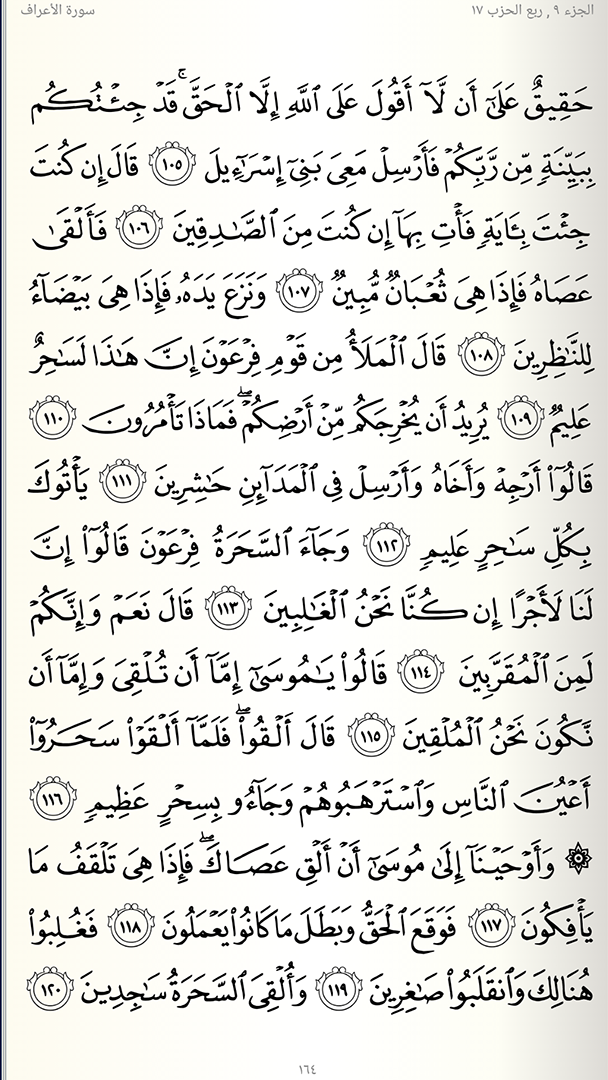 الجزء ٩ , ربع الحزب ١٧
سورة الأعراف
حَقِيقٌ عَلَىٰٓ أَن لَّآ أَقُولَ عَلَى ٱللَّهِ إِلَّا ٱلْحَقَّ ۚ قَدْ جِئْتُكُم
بِبَيِّنَةٍ مِّن رَّبِّكُمْ فَأَرْسِلْ مَعِىَ بَنِىٓ إِسْرَٰٓءِيلَ ١٠٥ قَالَ إِن كُنتَ
جِئْتَ بِـَٔايَةٍ فَأْتِ بِهَآ إِن كُنتَ مِنَ ٱلصَّـٰدِقِينَ ١٠٦ فَأَلْقَىٰ
عَصَاهُ فَإِذَا هِىَ ثُعْبَانٌ مُّبِينٌ ١٠٧ وَنَزَعَ يَدَهُۥ فَإِذَا هِىَ بَيْضَآءُ
لِلنَّـٰظِرِينَ ١٠٨ قَالَ ٱلْمَلَأُ مِن قَوْمِ فِرْعَوْنَ إِنَّ هَـٰذَا لَسَـٰحِرٌ
عَلِيمٌ ١٠٩ يُرِيدُ أَن يُخْرِجَكُم مِّنْ أَرْضِكُمْ ۖ فَمَاذَا تَأْمُرُونَ ١١٠
قَالُوٓا۟ أَرْجِهْ وَأَخَاهُ وَأَرْسِلْ فِى ٱلْمَدَآئِنِ حَـٰشِرِينَ ١١١ يَأْتُوكَ
بِكُلِّ سَـٰحِرٍ عَلِيمٍ ١١٢ وَجَآءَ ٱلسَّحَرَةُ فِرْعَوْنَ قَالُوٓا۟ إِنَّ
لَنَا لَأَجْرًا إِن كُنَّا نَحْنُ ٱلْغَـٰلِبِينَ ١١٣ قَالَ نَعَمْ وَإِنَّكُمْ
لَمِنَ ٱلْمُقَرَّبِينَ ١١٤ قَالُوا۟ يَـٰمُوسَىٰٓ إِمَّآ أَن تُلْقِىَ وَإِمَّآ أَن
نَّكُونَ نَحْنُ ٱلْمُلْقِينَ ١١٥ قَالَ أَلْقُوا۟ ۖ فَلَمَّآ أَلْقَوْا۟ سَحَرُوٓا۟
أَعْيُنَ ٱلنَّاسِ وَٱسْتَرْهَبُوهُمْ وَجَآءُو بِسِحْرٍ عَظِيمٍ ١١٦
۞ وَأَوْحَيْنَآ إِلَىٰ مُوسَىٰٓ أَنْ أَلْقِ عَصَاكَ ۖ فَإِذَا هِىَ تَلْقَفُ مَا
يَأْفِكُونَ ١١٧ فَوَقَعَ ٱلْحَقُّ وَبَطَلَ مَا كَانُوا۟ يَعْمَلُونَ ١١٨ فَغُلِبُوا۟
هُنَالِكَ وَٱنقَلَبُوا۟ صَـٰغِرِينَ ١١٩ وَأُلْقِىَ ٱلسَّحَرَةُ سَـٰجِدِينَ ١٢٠
١٦٤